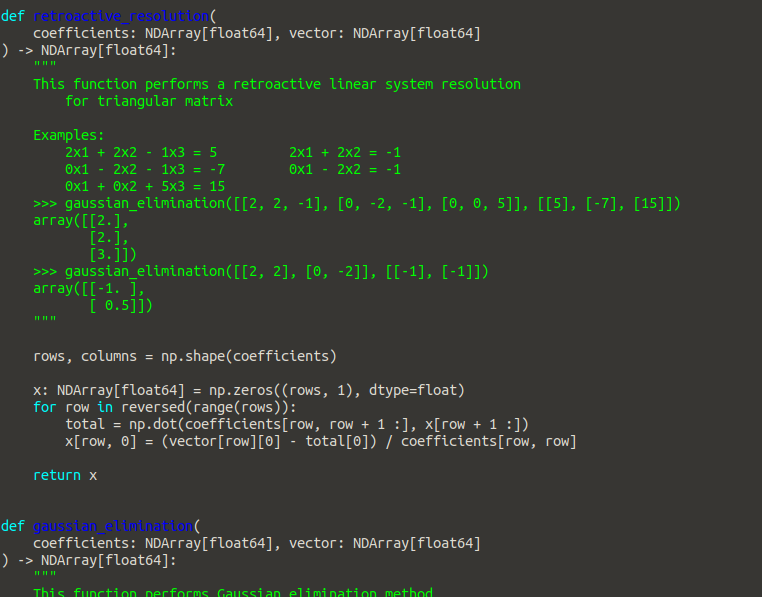 def retroactive_resolution(
    coefficients: NDArray[float64], vector: NDArray[float64]
) -> NDArray[float64]:
    """
    This function performs a retroactive linear system resolution
        for triangular matrix

    Examples:
        2x1 + 2x2 - 1x3 = 5         2x1 + 2x2 = -1
        0x1 - 2x2 - 1x3 = -7        0x1 - 2x2 = -1
        0x1 + 0x2 + 5x3 = 15
    >>> gaussian_elimination([[2, 2, -1], [0, -2, -1], [0, 0, 5]], [[5], [-7], [15]])
    array([[2.],
           [2.],
           [3.]])
    >>> gaussian_elimination([[2, 2], [0, -2]], [[-1], [-1]])
    array([[-1. ],
           [ 0.5]])
    """

    rows, columns = np.shape(coefficients)

    x: NDArray[float64] = np.zeros((rows, 1), dtype=float)
    for row in reversed(range(rows)):
        total = np.dot(coefficients[row, row + 1 :], x[row + 1 :])
        x[row, 0] = (vector[row][0] - total[0]) / coefficients[row, row]

    return x


def gaussian_elimination(
    coefficients: NDArray[float64], vector: NDArray[float64]
) -> NDArray[float64]:
    """
    This function performs Gaussian elimination method